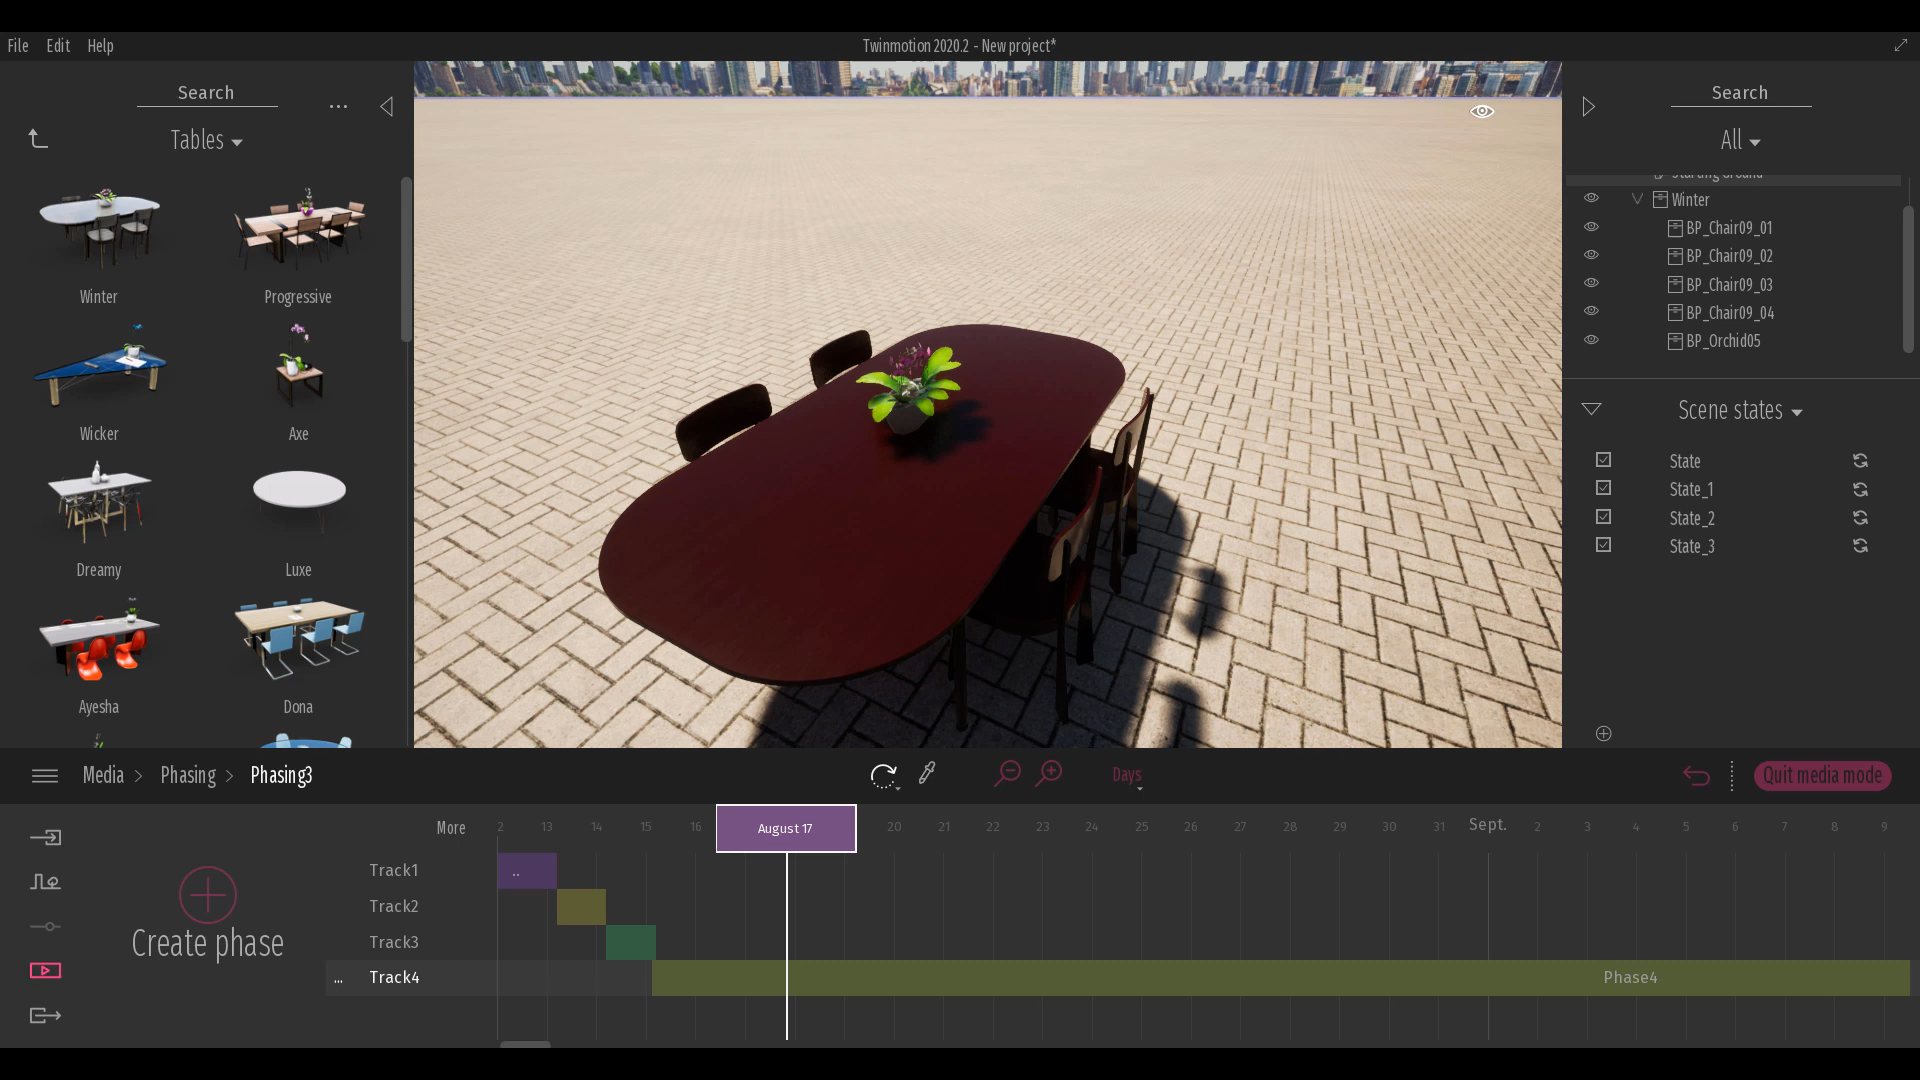 File Edit Help
Twinmotion 2020.2 - New project*
Search
...
Tables
Winter
Progressive
Wicker
Axe
Dreamy
Luxe
Ayesha
Dona
Search
All
Starting Ground
Winter
BP_Chair09_01
BP_Chair09_02
BP_Chair09_03
BP_Chair09_04
BP_Orchid05
Scene states
State
State_1
State_2
State_3
Media > Phasing > Phasing3
Days
Quit media mode
Create phase
More
2 13 14 15 16 August 17 20 21 22 23 24 25 26 27 28 29 30 31 Sept. 2 3 4 5 6 7 8 9
Track1 ..
Track2
Track3
... Track4 Phase4